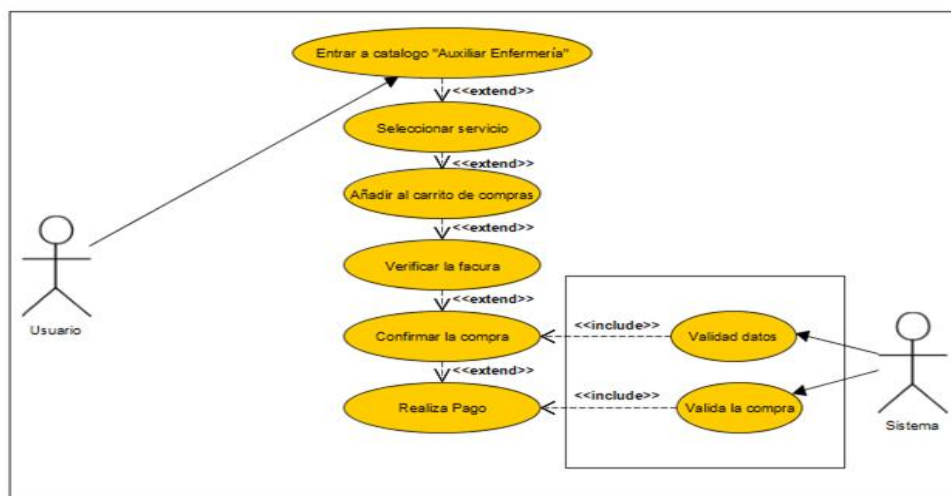 Entrar a catalogo "Auxiliar Enfermería"
<<extend>>
Seleccionar servicio
<<extend>>
Añadir al carrito de compras
<<extend>>
Verificar la facura
<<extend>>
Usuario
Confirmar la compra
<<include>>
Validad datos
<<extend>>
Realiza Pago
<<include>>
Valida la compra
Sistema